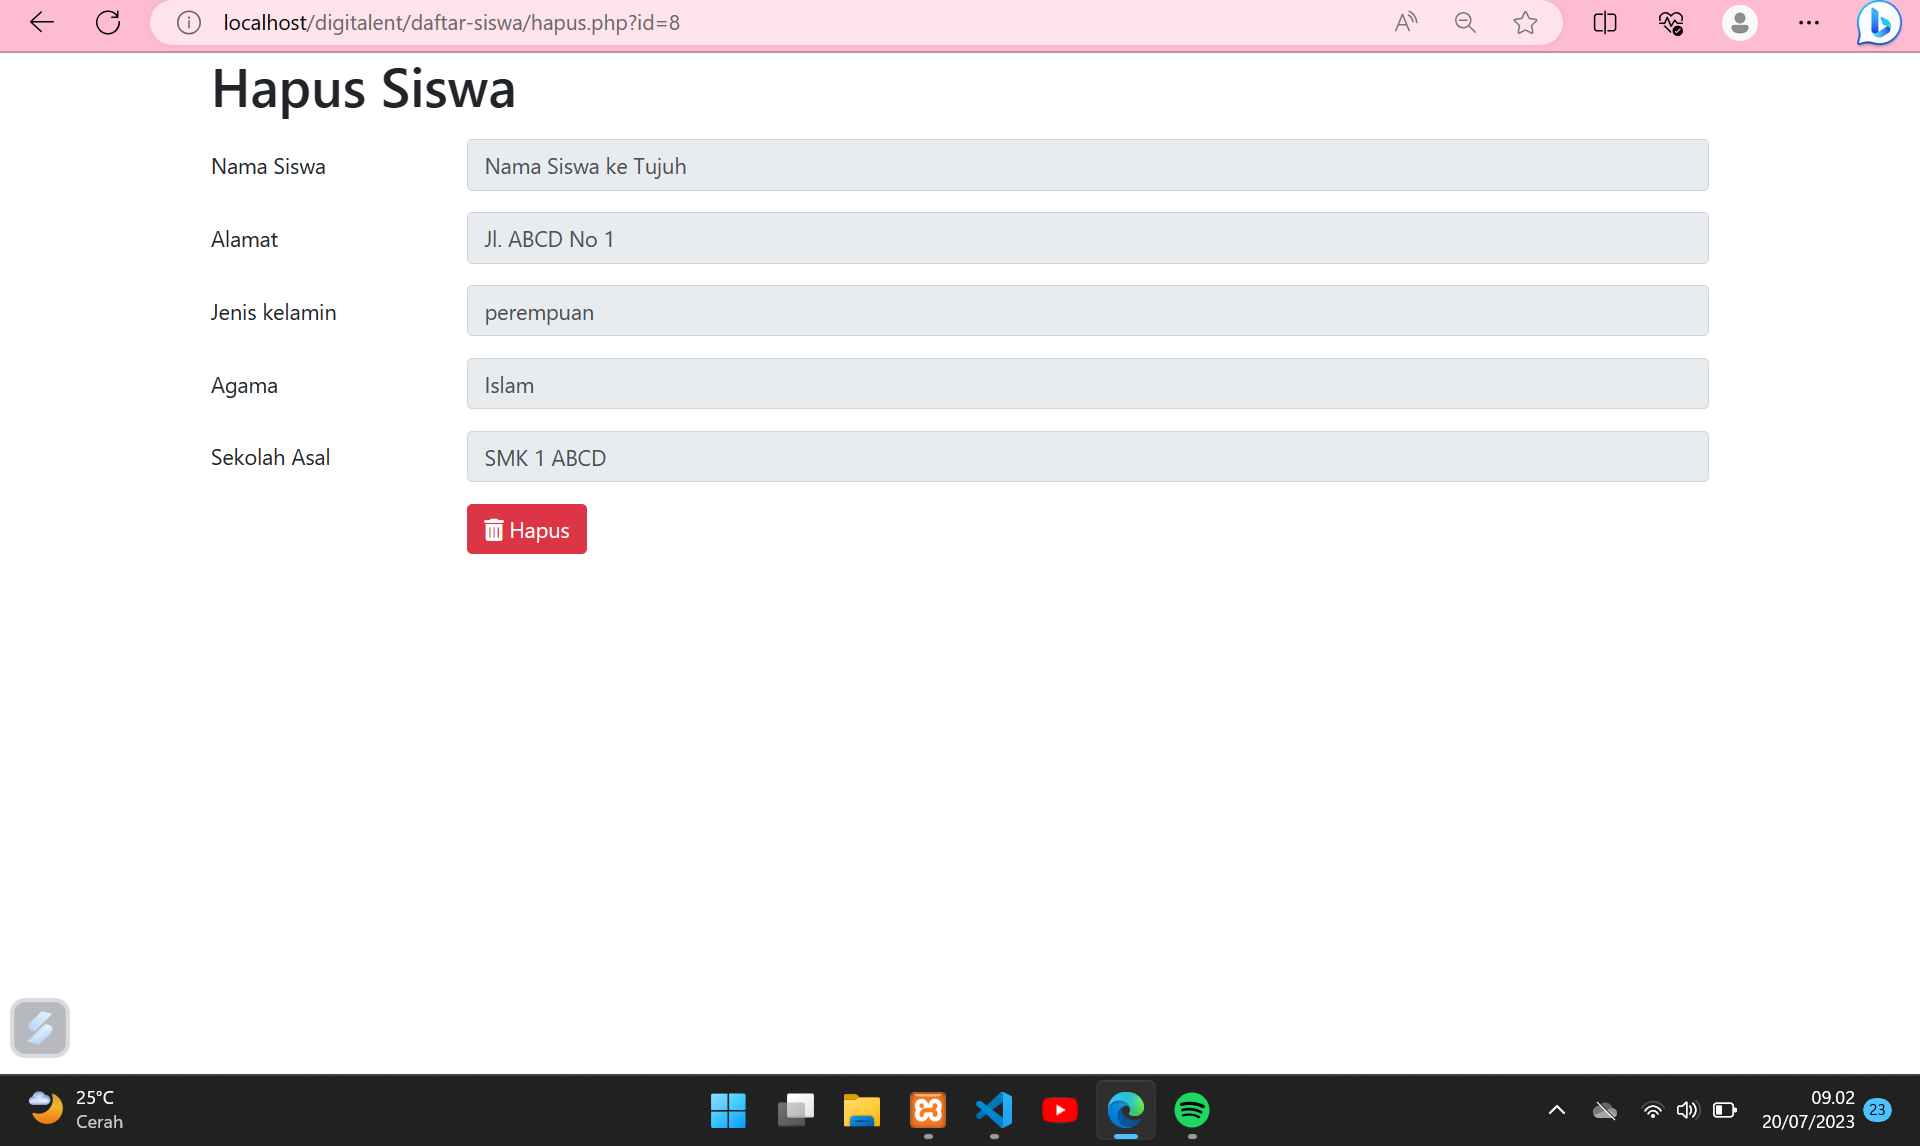 localhost/digitalent/daftar-siswa/hapus.php?id=8
Hapus Siswa
Nama Siswa
Nama Siswa ke Tujuh
Alamat
Jl. ABCD No 1
Jenis kelamin
perempuan
Agama
Islam
Sekolah Asal
SMK 1 ABCD
Hapus
25°C
Cerah
09.02
20/07/2023
23